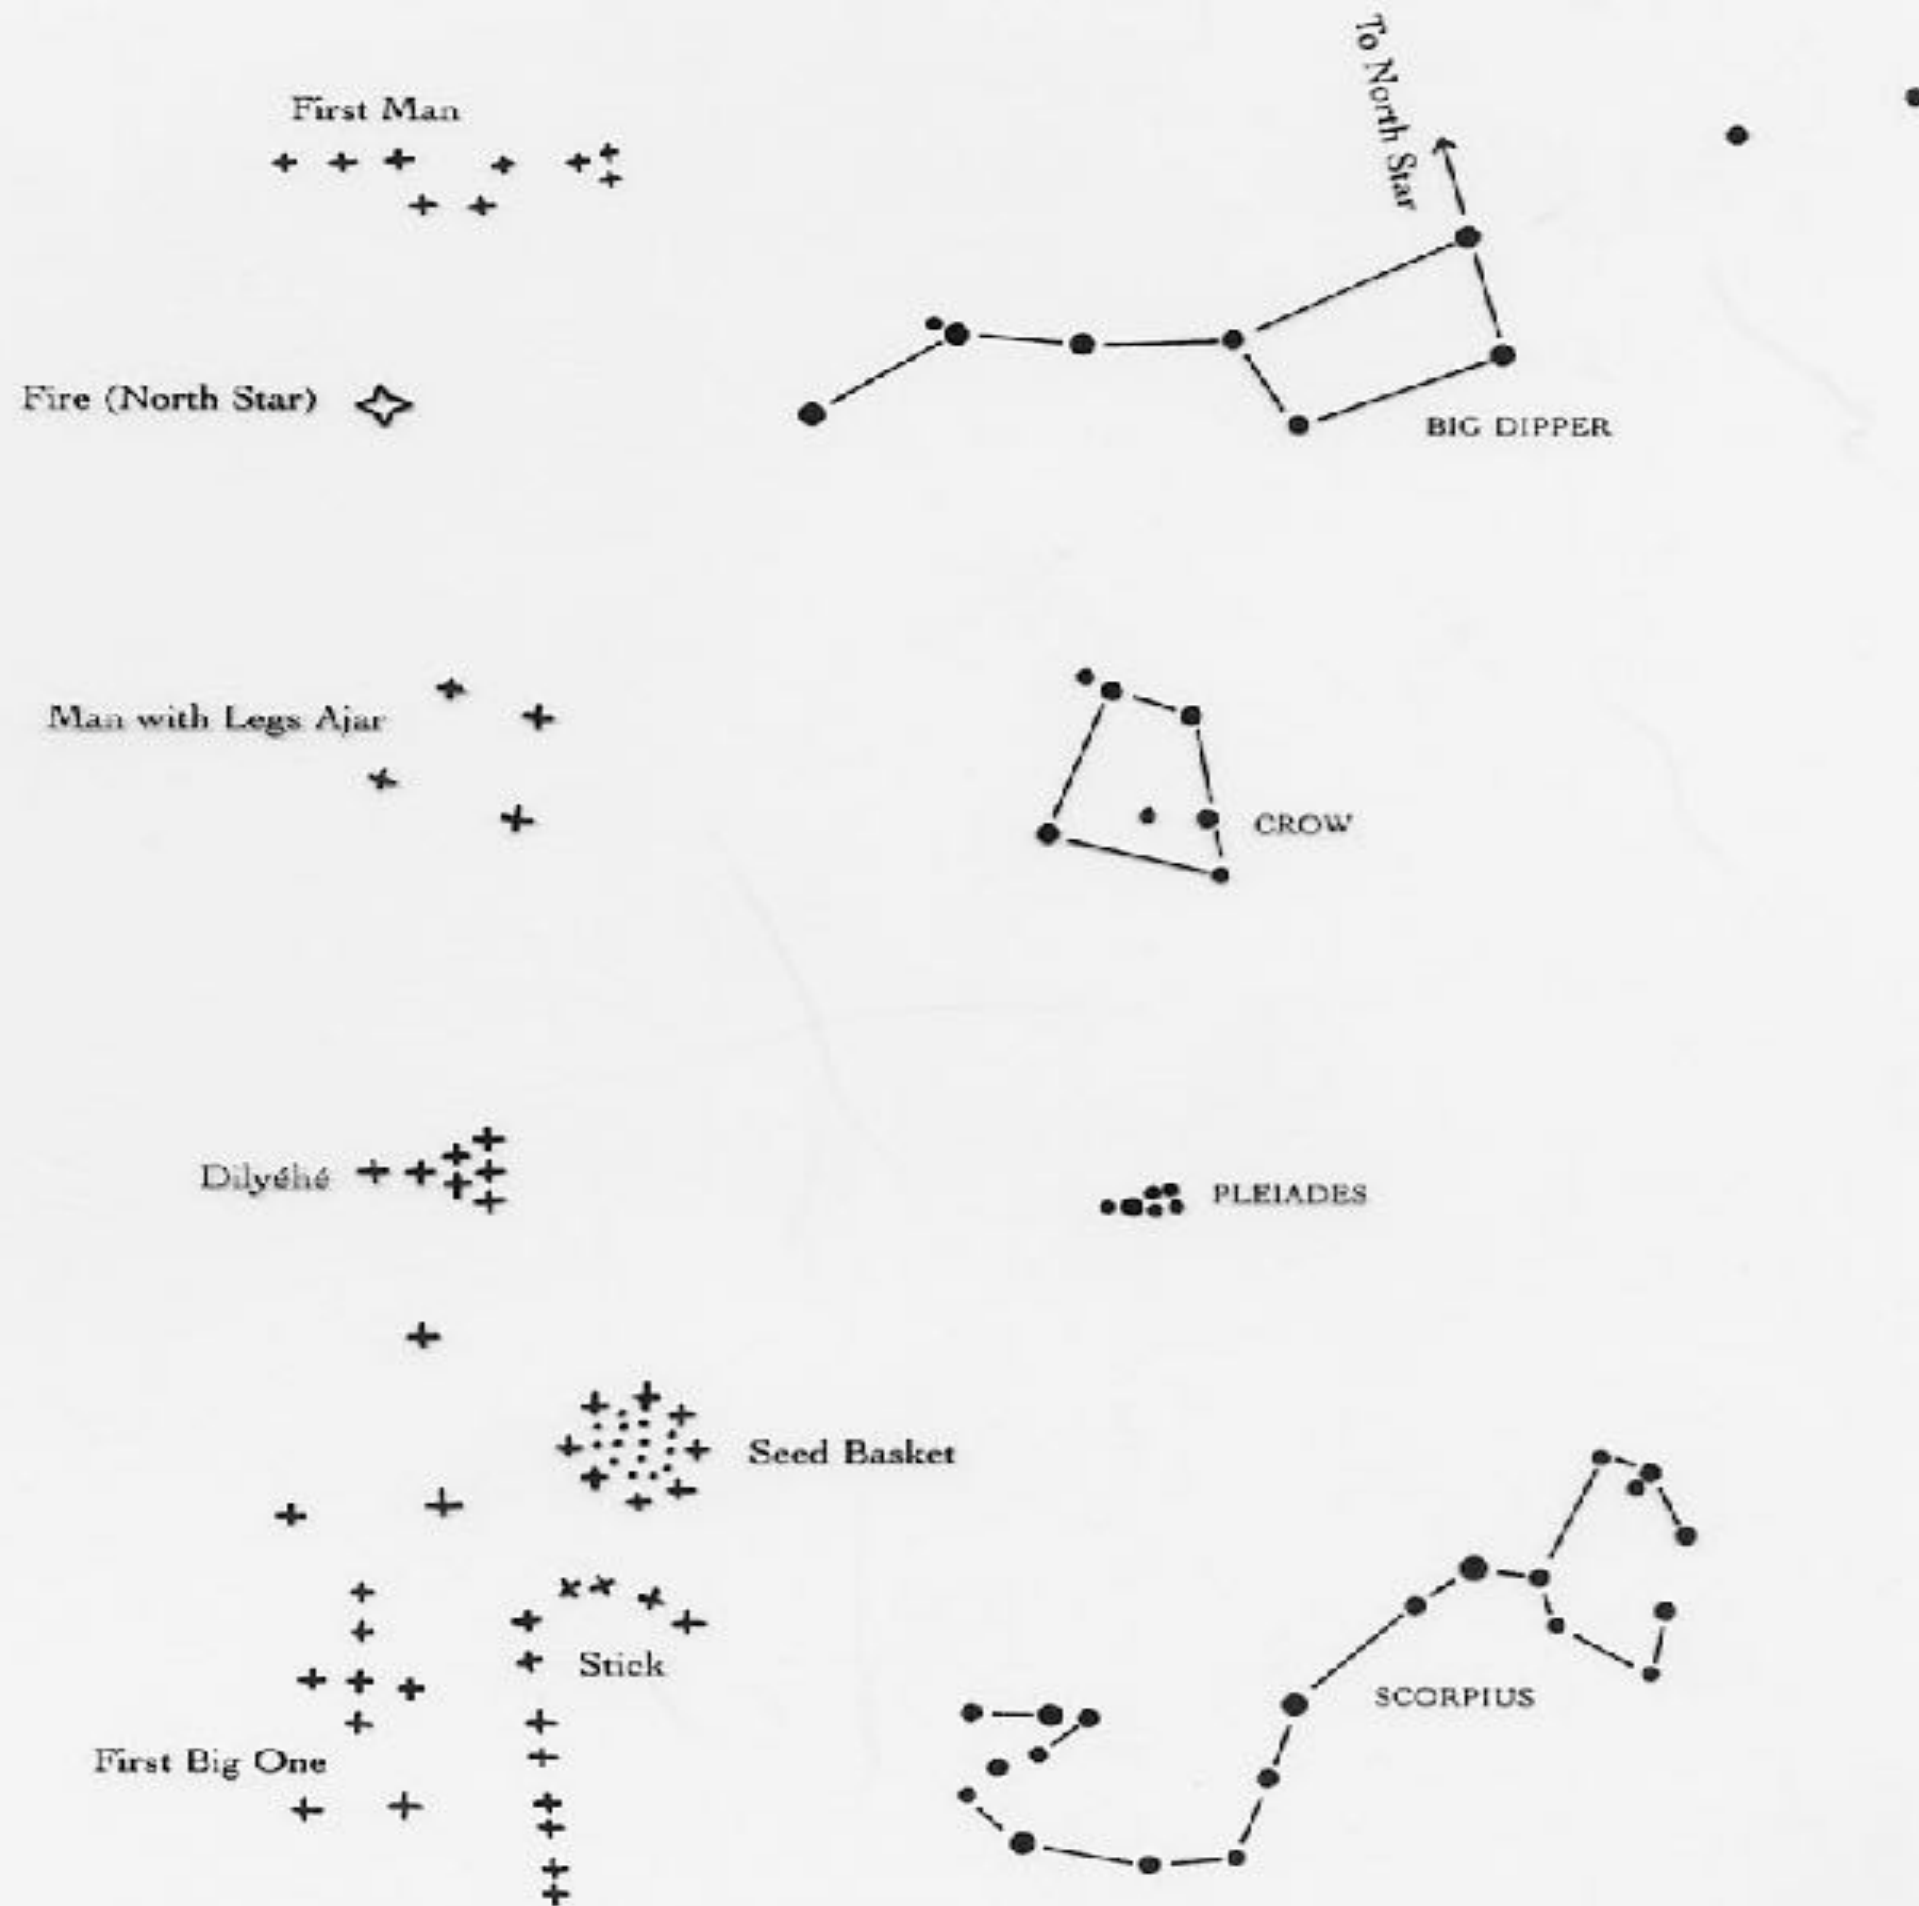 To North Star
First Man
Fire (North Star)
BIG DIPPER
Man with Legs Ajar
CROW
Dilyéhé
PLEIADES
Seed Basket
Stick
SCORPIUS
First Big One